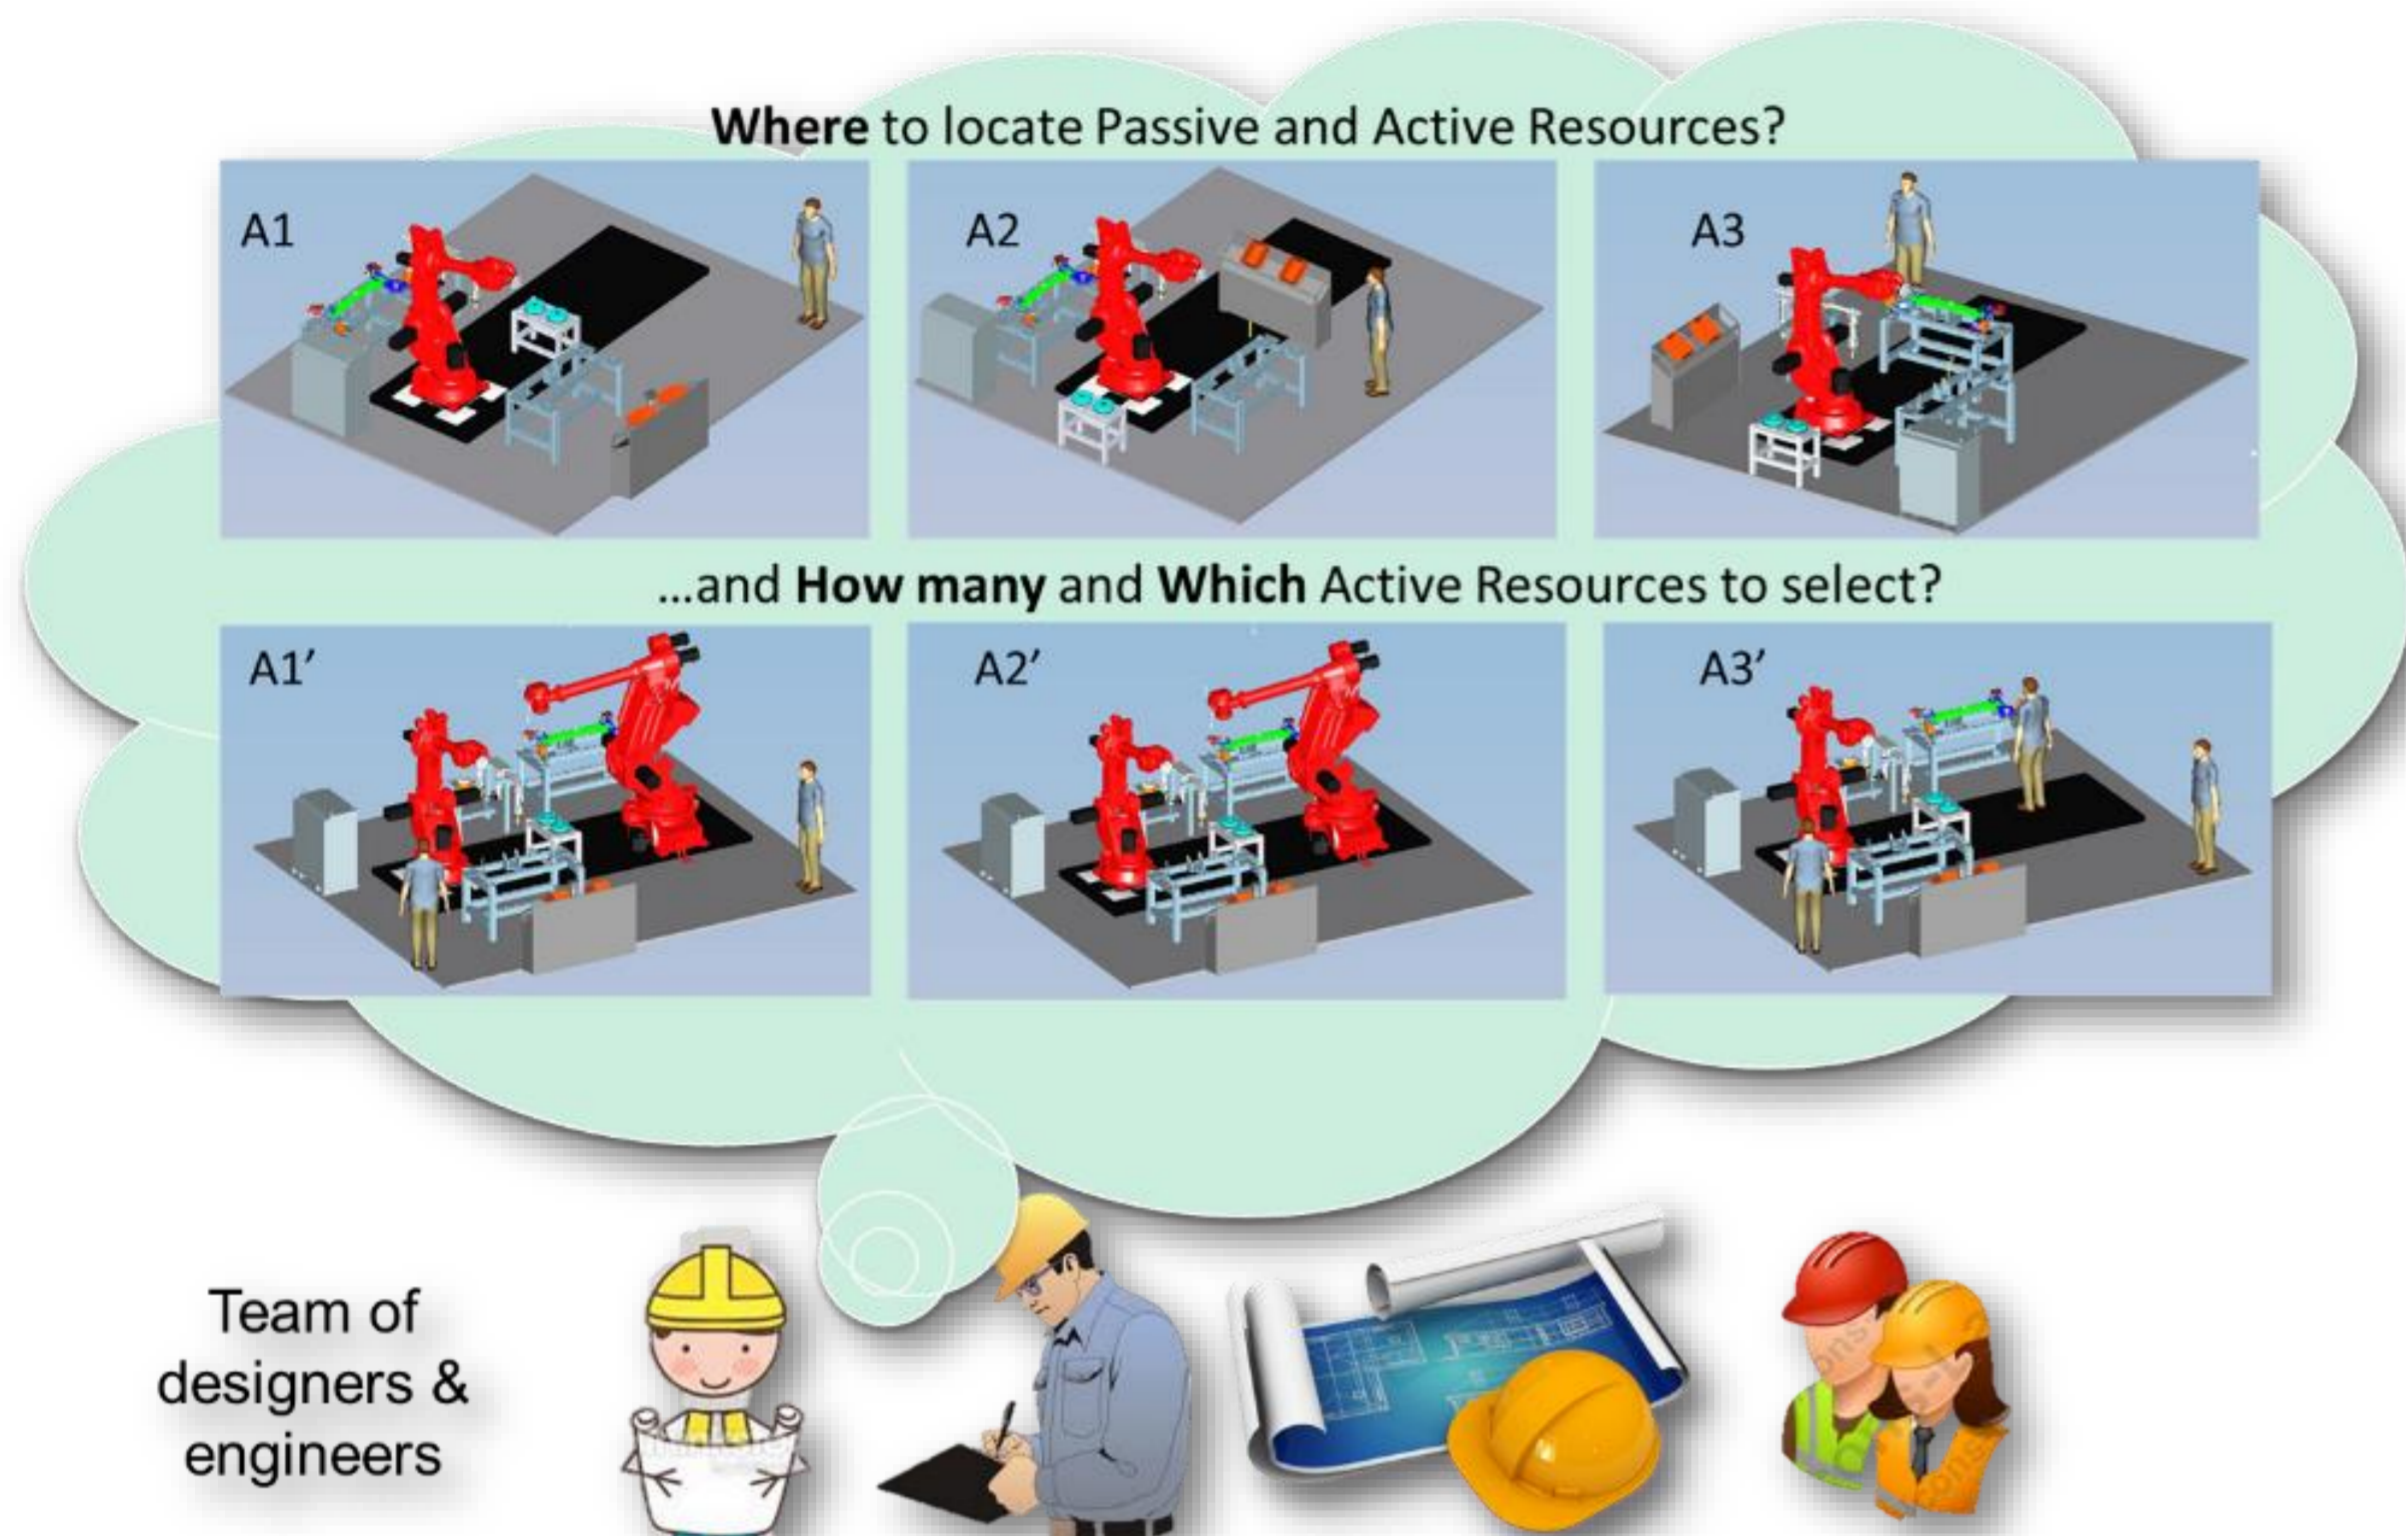 Where to locate Passive and Active Resources?
A1
A2
A3
...and How many and Which Active Resources to select?
A1′
A2′
A3′
Team of
designers &
engineers